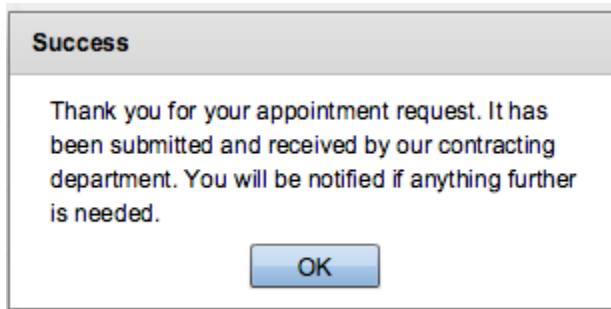 Success
Thank you for your appointment request. It has
been submitted and received by our contracting
department. You will be notified if anything further
is needed.
OK